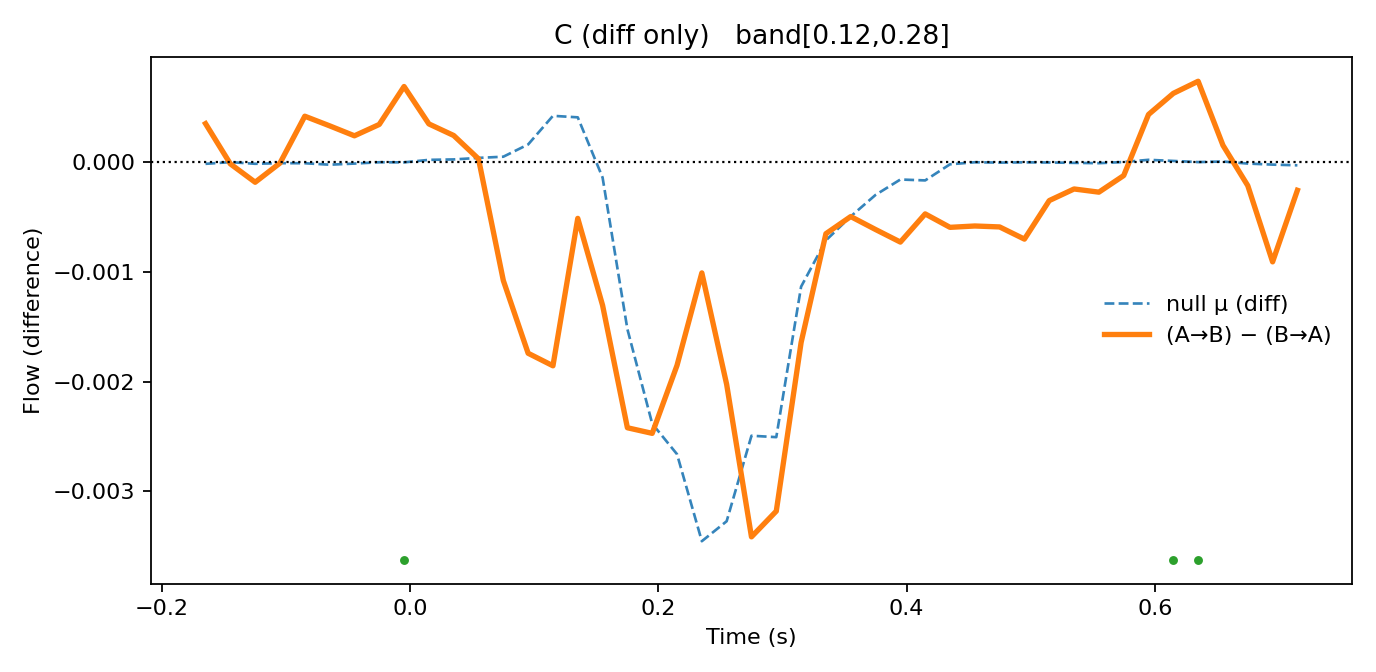 C (diff only)   band[0.12,0.28]
Flow (difference)
0.000
−0.001
−0.002
−0.003
null μ (diff)
(A→B) − (B→A)
−0.2
0.0
0.2
0.4
0.6
Time (s)